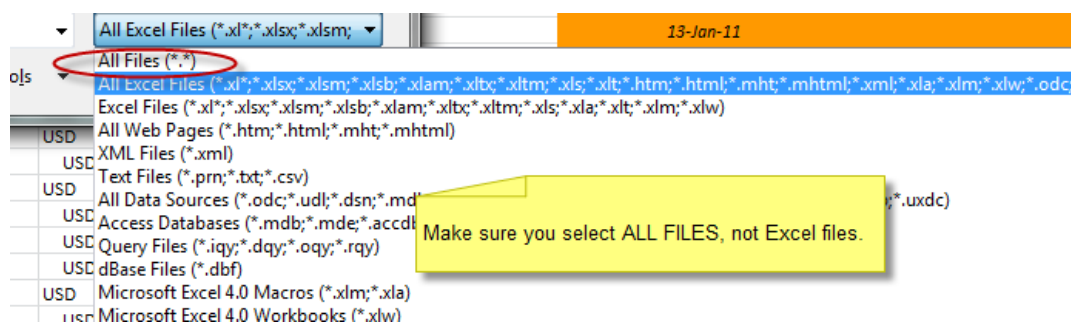 All Excel Files (*.xl*;*.xlsx;*.xlsm;
13-Jan-11
All Files (*.*)
ols
All Excel Files (*.xl*;*.xlsx;*.xlsm;*.xlsb;*.xlam;*.xltx;*.xltm;*.xls;*.xlt;*.htm;*.html;*.mht;*.mhtml;*.xml;*.xla;*.xlm;*.xlw;*.odc;
Excel Files (*.xl*;*.xlsx;*.xlsm;*.xlsb;*.xlam;*.xltx;*.xltm;*.xls;*.xla;*.xlt;*.xlm;*.xlw)
USD All Web Pages (*.htm;*.html;*.mht;*.mhtml)
USD XML Files (*.xml)
USD Text Files (*.prn;*.txt;*.csv)
USD All Data Sources (*.odc;*.udl;*.dsn;*.md ;*.uxdc)
Access Databases (*.mdb;*.mde;*.accdb
Make sure you select ALL FILES, not Excel files.
USD Query Files (*.iqy;*.dqy;*.oqy;*.rqy)
USD dBase Files (*.dbf)
USD Microsoft Excel 4.0 Macros (*.xlm;*.xla)
USD Microsoft Excel 4.0 Workbooks (*.xlw)